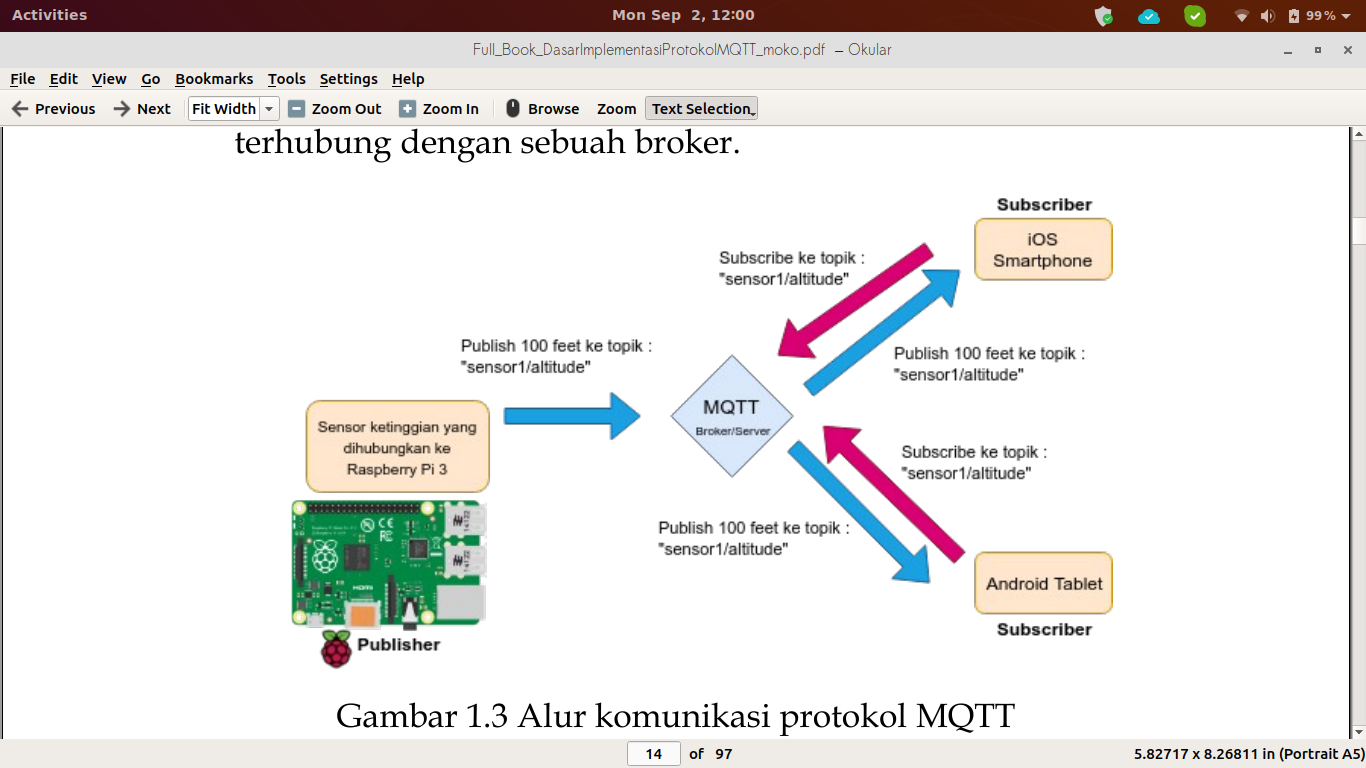 Activities
Mon Sep 2, 12:00
99%
Full_Book_DasarImplementasiProtokolMQTT_moko.pdf – Okular
File Edit View Go Bookmarks Tools Settings Help
Previous Next Fit Width Zoom Out Zoom In Browse Zoom Text Selection
terhubung dengan sebuah broker.
Subscriber
iOS
Smartphone
Subscribe ke topik :
"sensor1/altitude"
Publish 100 feet ke topik :
"sensor1/altitude"
Publish 100 feet ke topik :
"sensor1/altitude"
MQTT
Broker/Server
Sensor ketinggian yang
dihubungkan ke
Raspberry Pi 3
Subscribe ke topik :
"sensor1/altitude"
Publish 100 feet ke topik :
"sensor1/altitude"
Android Tablet
Subscriber
HDMI
Publisher
Gambar 1.3 Alur komunikasi protokol MQTT
14 of 97
5.82717 x 8.26811 in (Portrait A5)